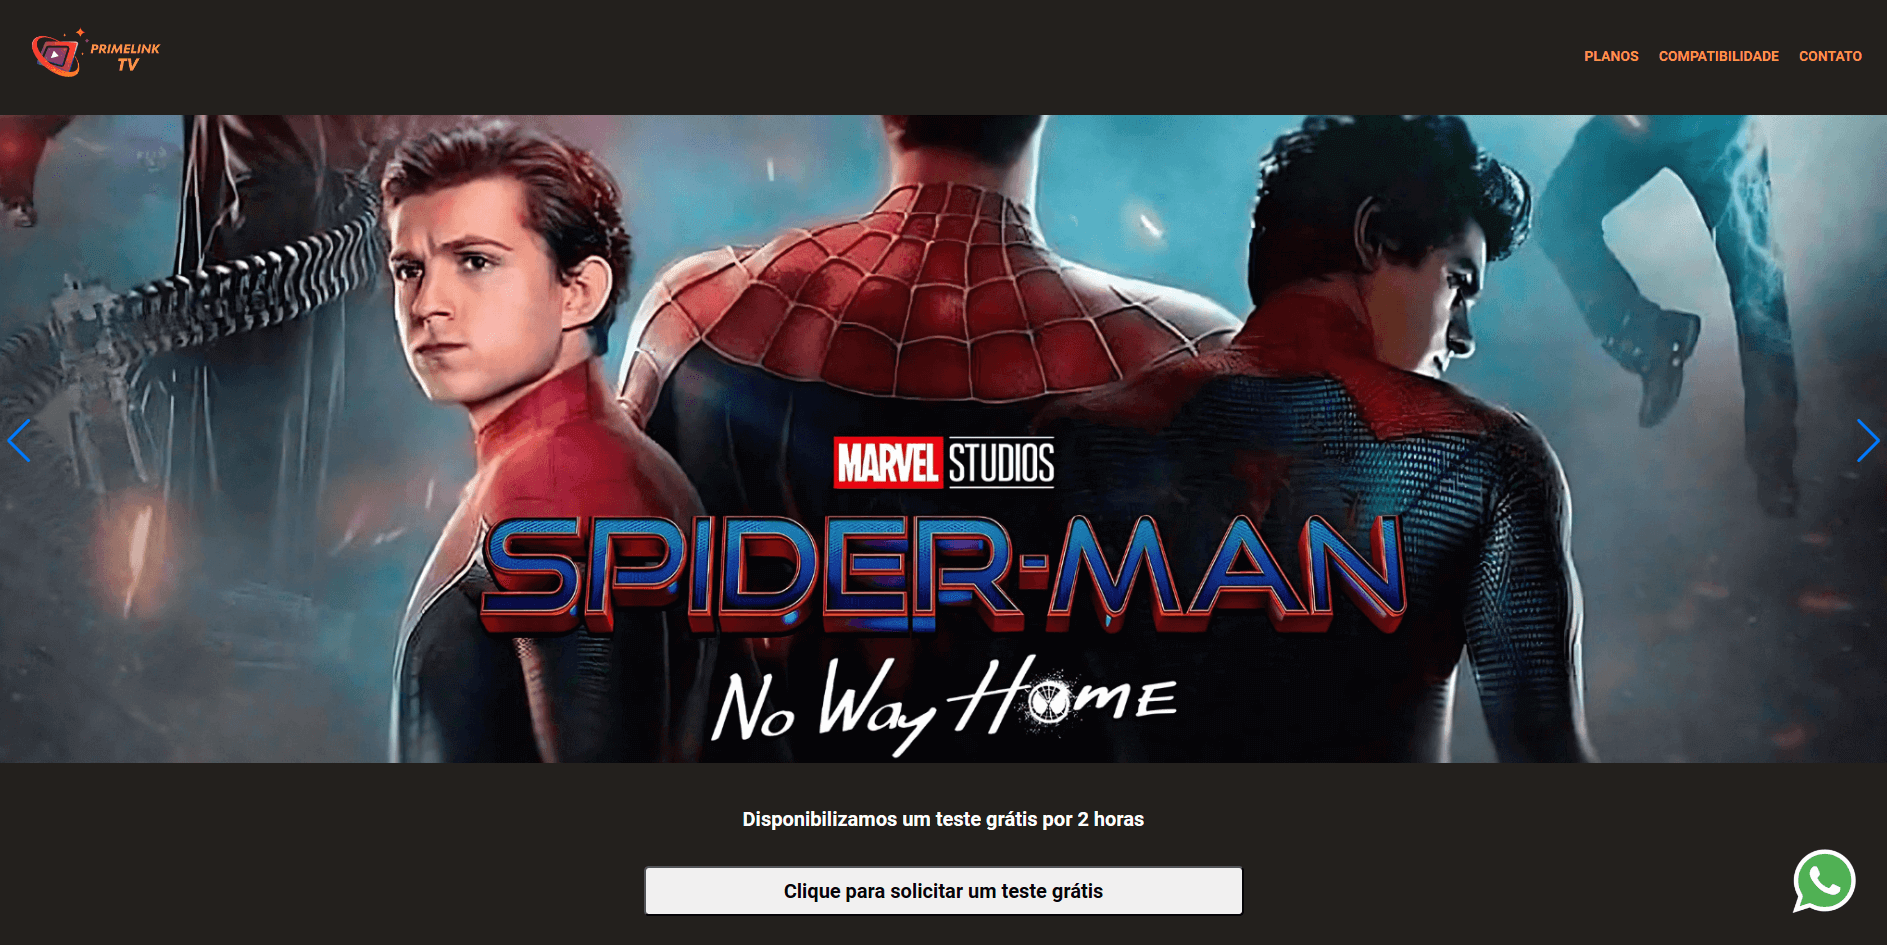 PRIMELINK
TV
PLANOS COMPATIBILIDADE CONTATO
MARVEL STUDIOS
SPIDER-MAN
NO WAY HOME
Disponibilizamos um teste grátis por 2 horas
Clique para solicitar um teste grátis